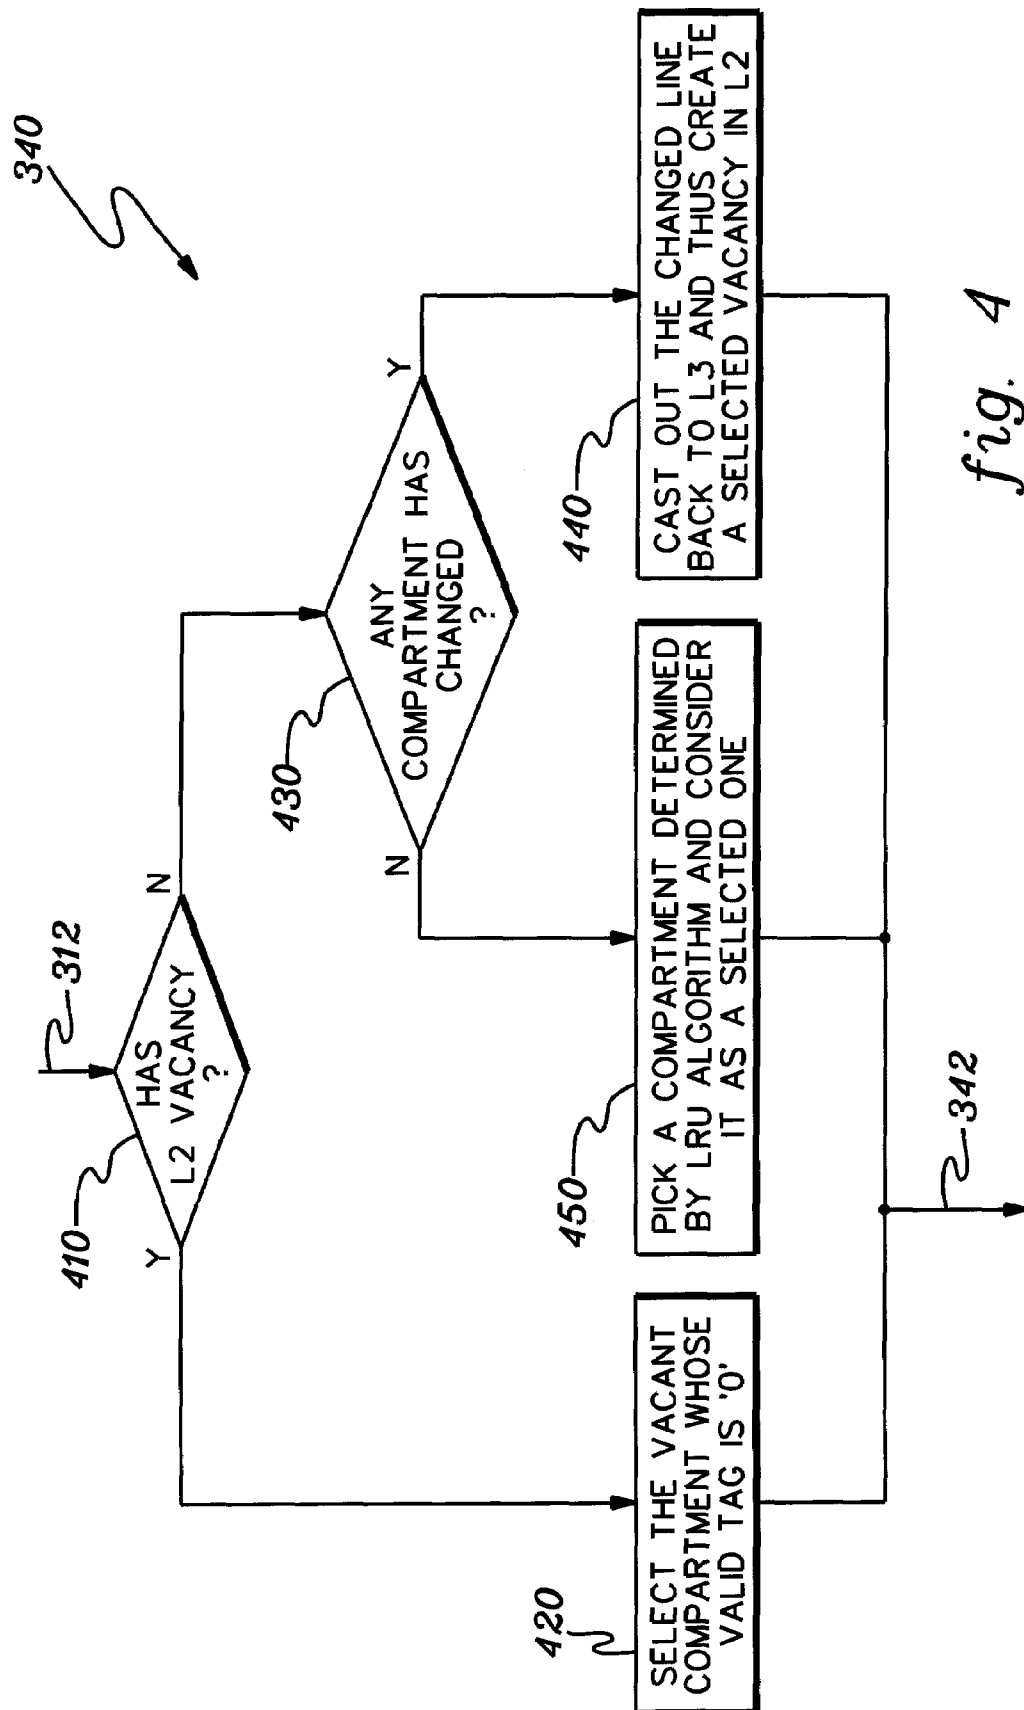 340
312
410
HAS
L2 VACANCY
?
Y
N
430
ANY
COMPARTMENT HAS
CHANGED
?
N
Y
420
SELECT THE VACANT
COMPARTMENT WHOSE
VALID TAG IS '0'
450
PICK A COMPARTMENT DETERMINED
BY LRU ALGORITHM AND CONSIDER
IT AS A SELECTED ONE
440
CAST OUT THE CHANGED LINE
BACK TO L3 AND THUS CREATE
A SELECTED VACANCY IN L2
342
fig. 4